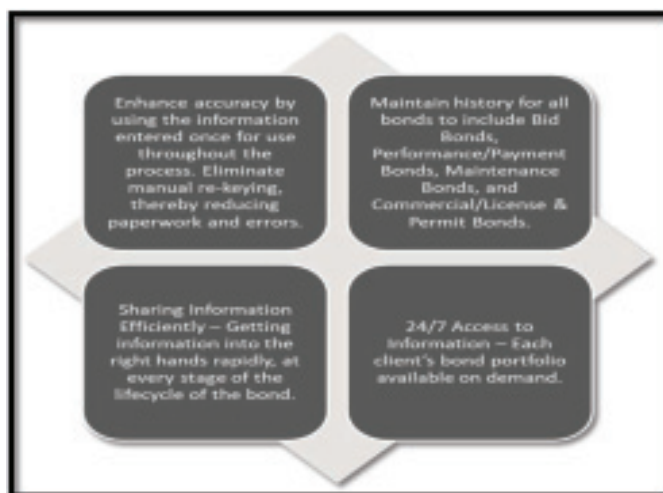 Enhance accuracy by
using the information
entered once for use
throughout the
process. Eliminate
manual re-keying,
thereby reducing
paperwork and errors.
Maintain history for all
bonds to include Bid
Bonds,
Performance/Payment
Bonds, Maintenance
Bonds, and
Commercial/License &
Permit Bonds.
Sharing Information
Efficiently – Getting
information into the
right hands rapidly, at
every stage of the
lifecycle of the bond.
24/7 Access to
Information – Each
client's bond portfolio
available on demand.